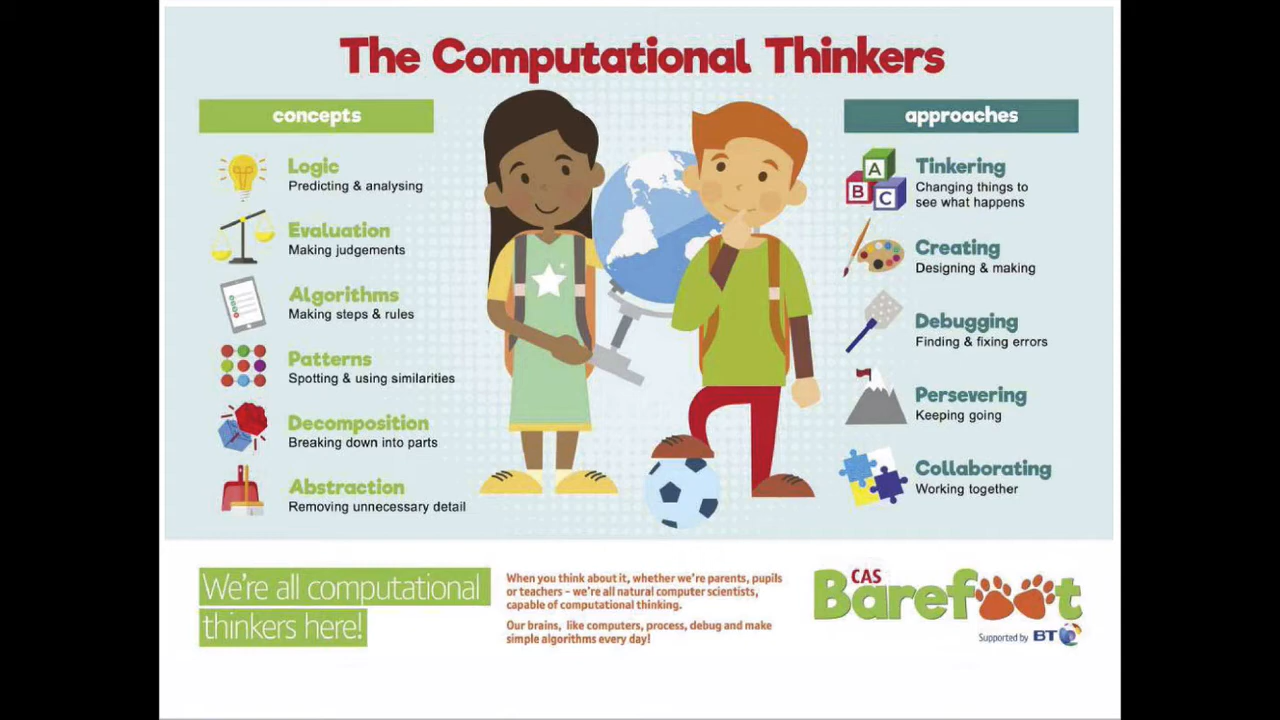 The Computational Thinkers
concepts
Logic
Predicting & analysing
Evaluation
Making judgements
Algorithms
Making steps & rules
Patterns
Spotting & using similarities
Decomposition
Breaking down into parts
Abstraction
Removing unnecessary detail
approaches
Tinkering
Changing things to
see what happens
Creating
Designing & making
Debugging
Finding & fixing errors
Persevering
Keeping going
Collaborating
Working together
A
B
C
We're all computational
thinkers here!
When you think about it, whether we're parents, pupils
or teachers – we're all natural computer scientists,
capable of computational thinking.
Our brains, like computers, process, debug and make
simple algorithms every day!
CAS
Barefoot
Supported by BT